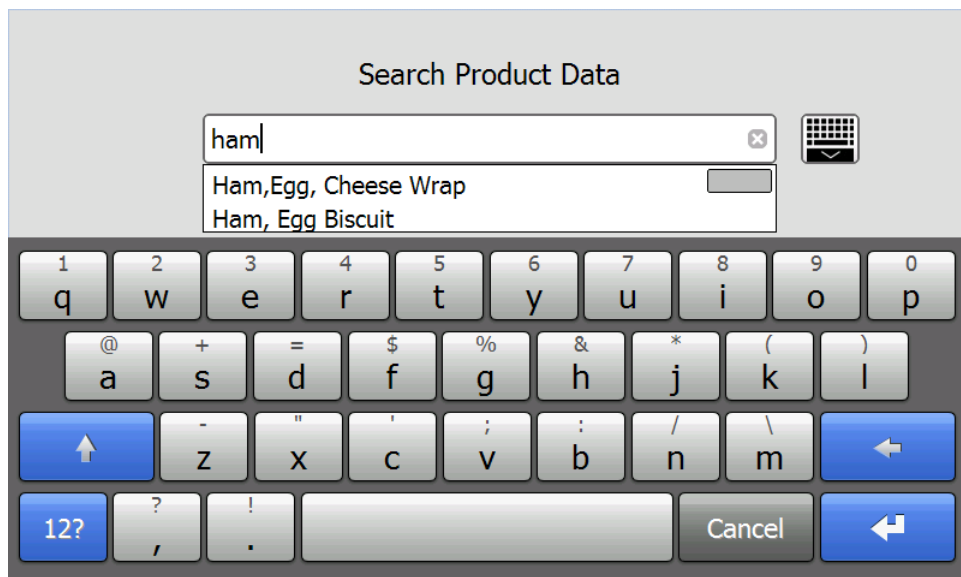 Search Product Data
ham
Ham,Egg, Cheese Wrap
Ham, Egg Biscuit
1 2 3 4 5 6 7 8 9 0
q w e r t y u i o p
@ + = $ % & * ( )
a s d f g h j k l
- " ' ; : / \
z x c v b n m
? !
12? , . Cancel